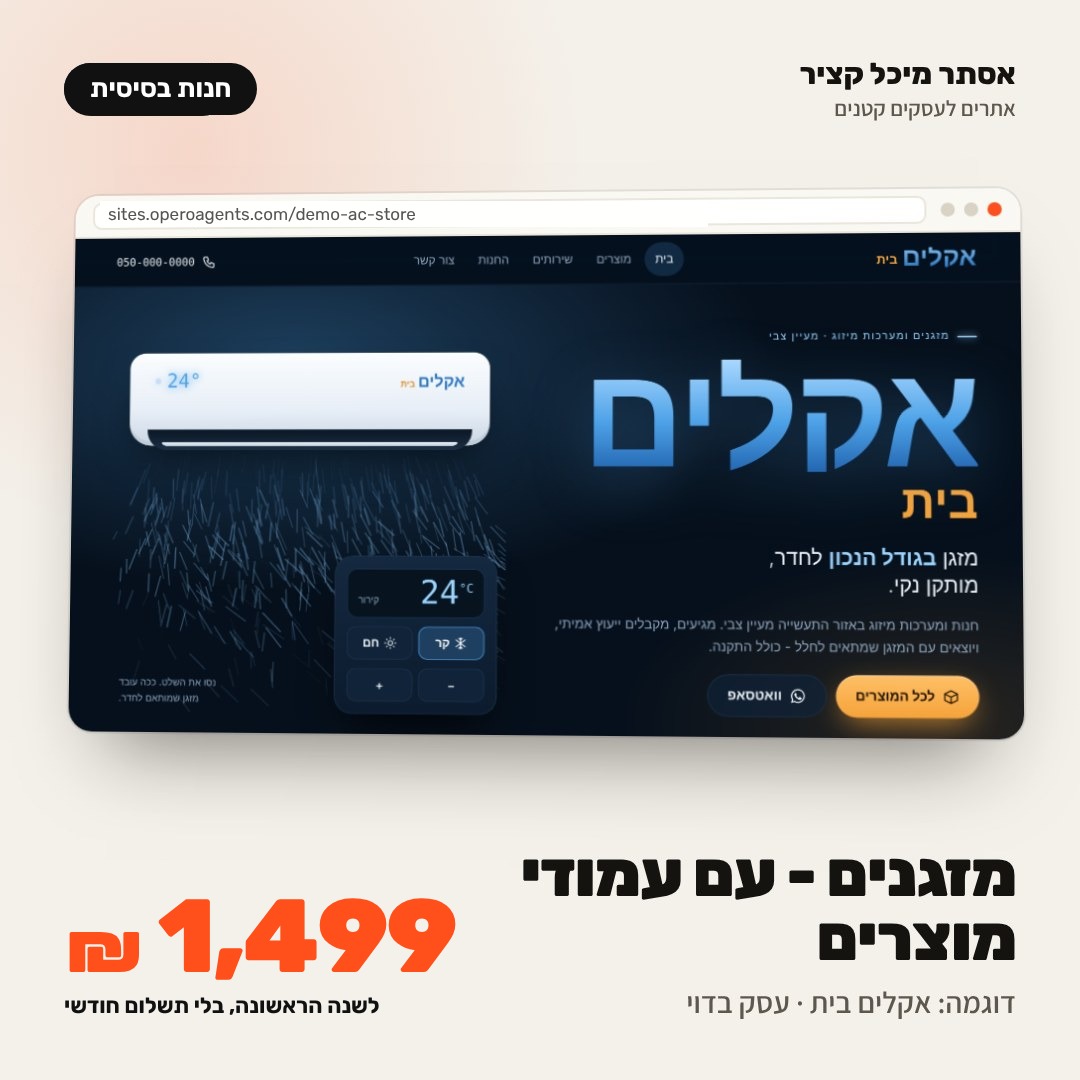 אסתר מיכל קציר
אתרים לעסקים קטנים
חנות בסיסית
sites.operoagents.com/demo-ac-store
אקלים בית
בית
מוצרים
שירותים
החנות
צור קשר
050-000-0000
מזגנים ומערכות מיזוג · מעיין צבי
אקלים
בית
מזגן בגודל הנכון לחדר,
מותקן נקי.
חנות ומערכות מיזוג באזור התעשייה מעיין צבי. מגיעים, מקבלים ייעוץ אמיתי,
ויוצאים עם המזגן שמתאים לחלל - כולל התקנה.
לכל המוצרים
וואטסאפ
אקלים בית
24°
24°C
קירור
קר
חם
−
+
נסו את השלט. ככה עובד
מזגן שמותאם לחדר.
מזגנים - עם עמודי
מוצרים
דוגמה: אקלים בית · עסק בדוי
1,499 ₪
לשנה הראשונה, בלי תשלום חודשי